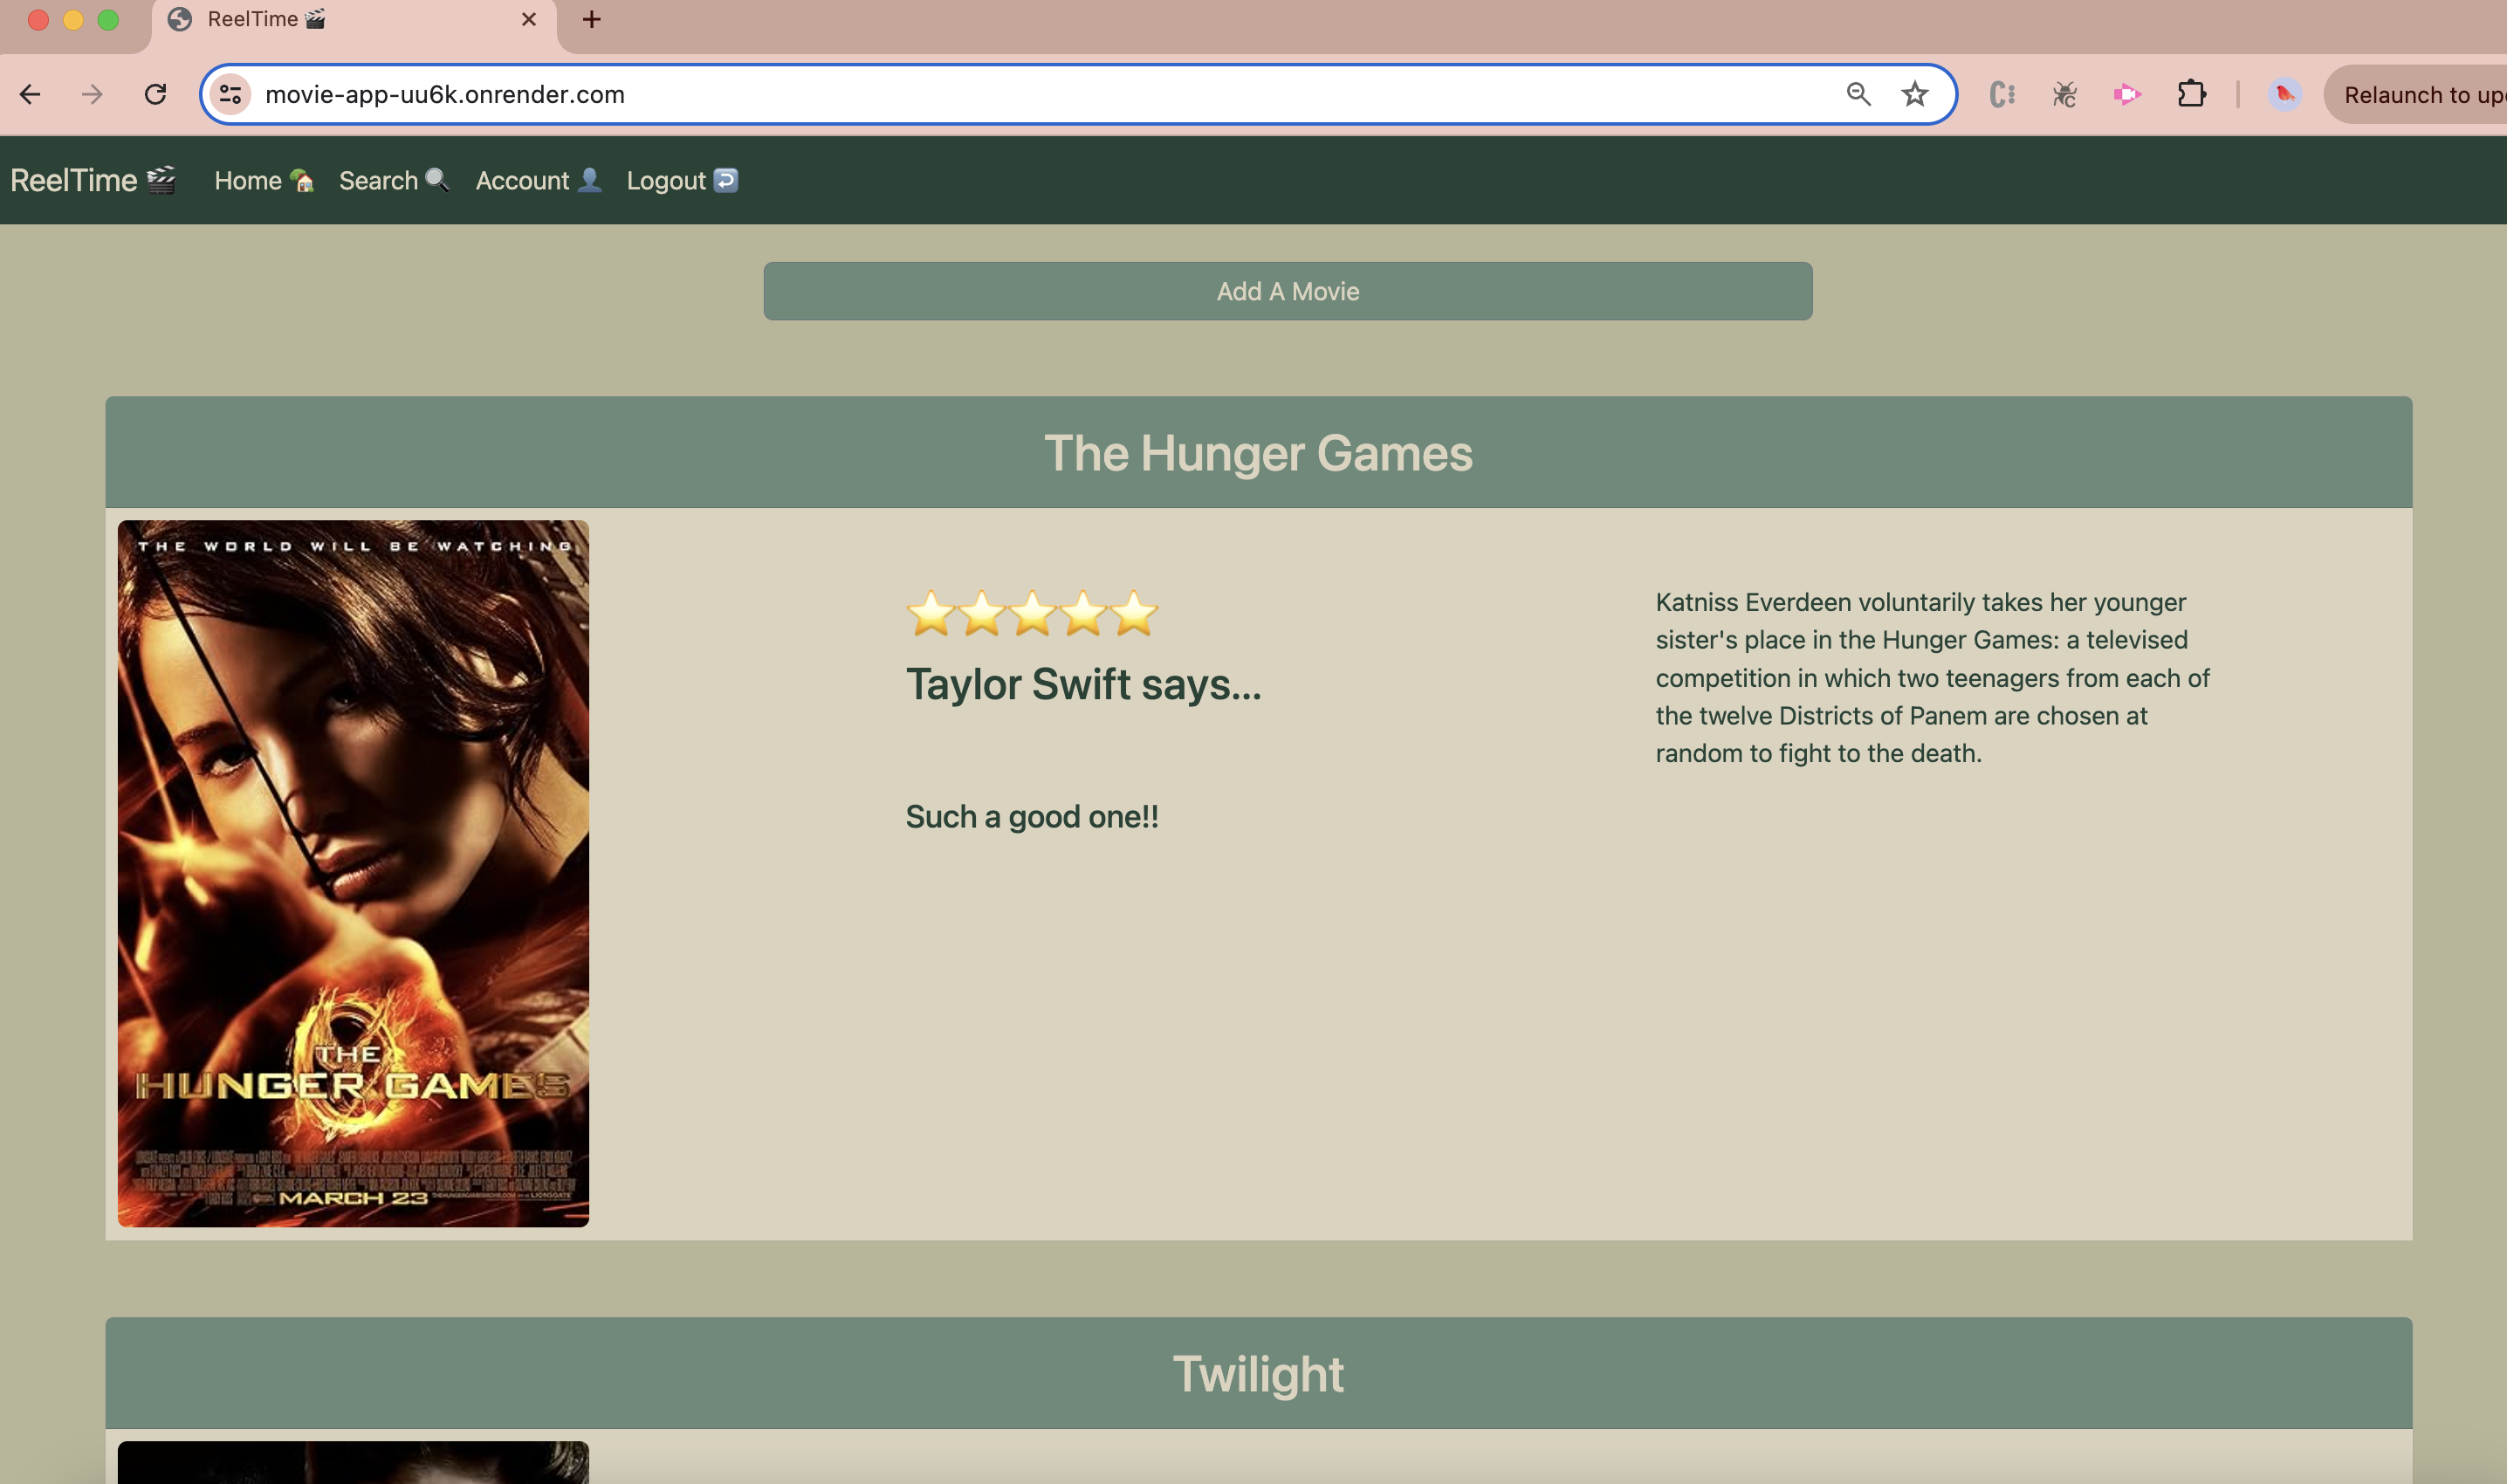 ReelTime 🎬
movie-app-uu6k.onrender.com
Relaunch to up
ReelTime 🎬 Home 🏡 Search 🔍 Account 👤 Logout ↩️
Add A Movie
The Hunger Games
THE WORLD WILL BE WATCHING
⭐⭐⭐⭐⭐
Taylor Swift says...
Such a good one!!
Katniss Everdeen voluntarily takes her younger
sister's place in the Hunger Games: a televised
competition in which two teenagers from each of
the twelve Districts of Panem are chosen at
random to fight to the death.
THE
HUNGER GAMES
MARCH 23
LIONSGATE
Twilight